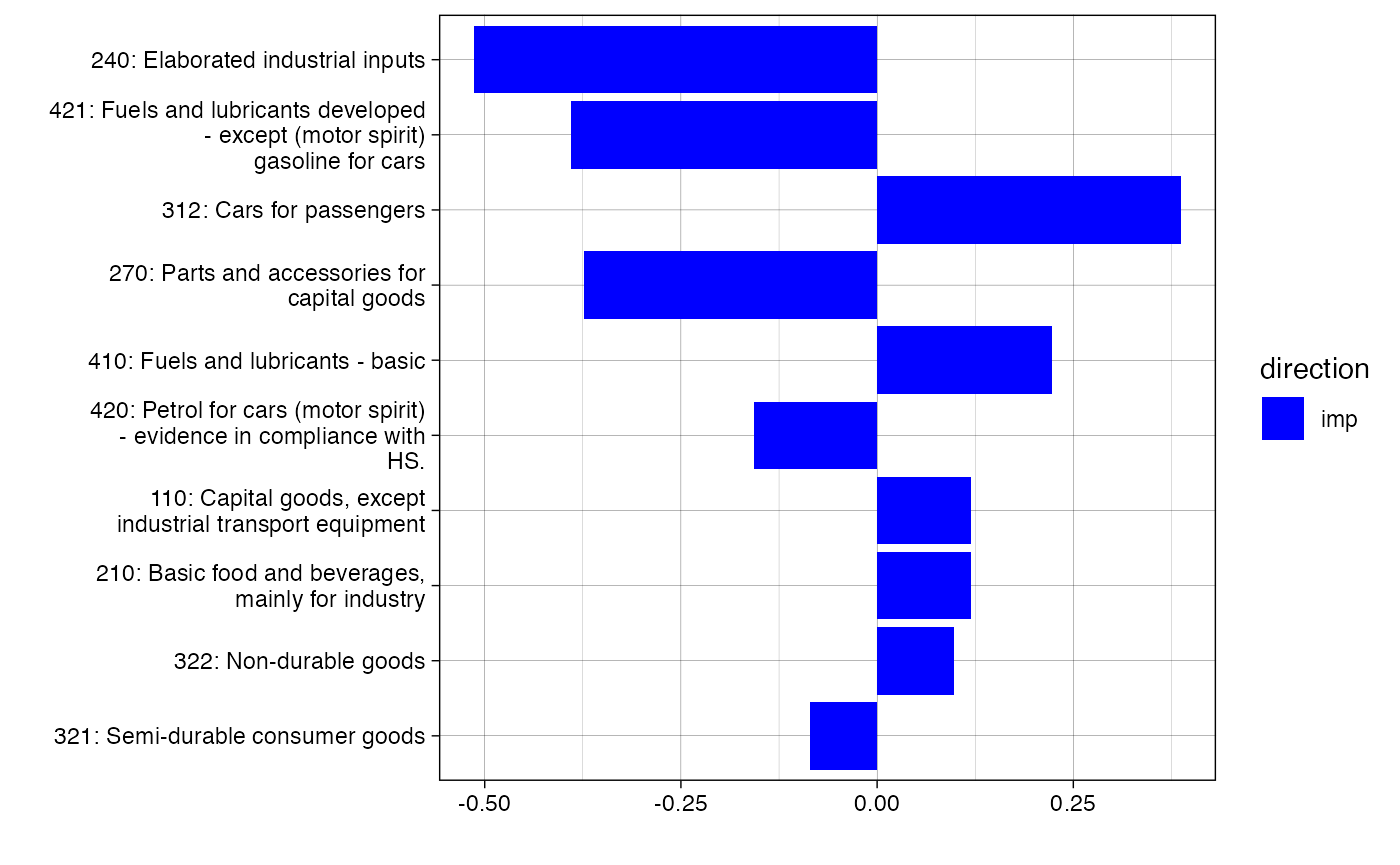 240: Elaborated industrial inputs
421: Fuels and lubricants developed
- except (motor spirit)
gasoline for cars
312: Cars for passengers
270: Parts and accessories for
capital goods
410: Fuels and lubricants - basic
420: Petrol for cars (motor spirit)
- evidence in compliance with
HS.
110: Capital goods, except
industrial transport equipment
210: Basic food and beverages,
mainly for industry
322: Non-durable goods
321: Semi-durable consumer goods
-0.50
-0.25
0.00
0.25
direction
imp